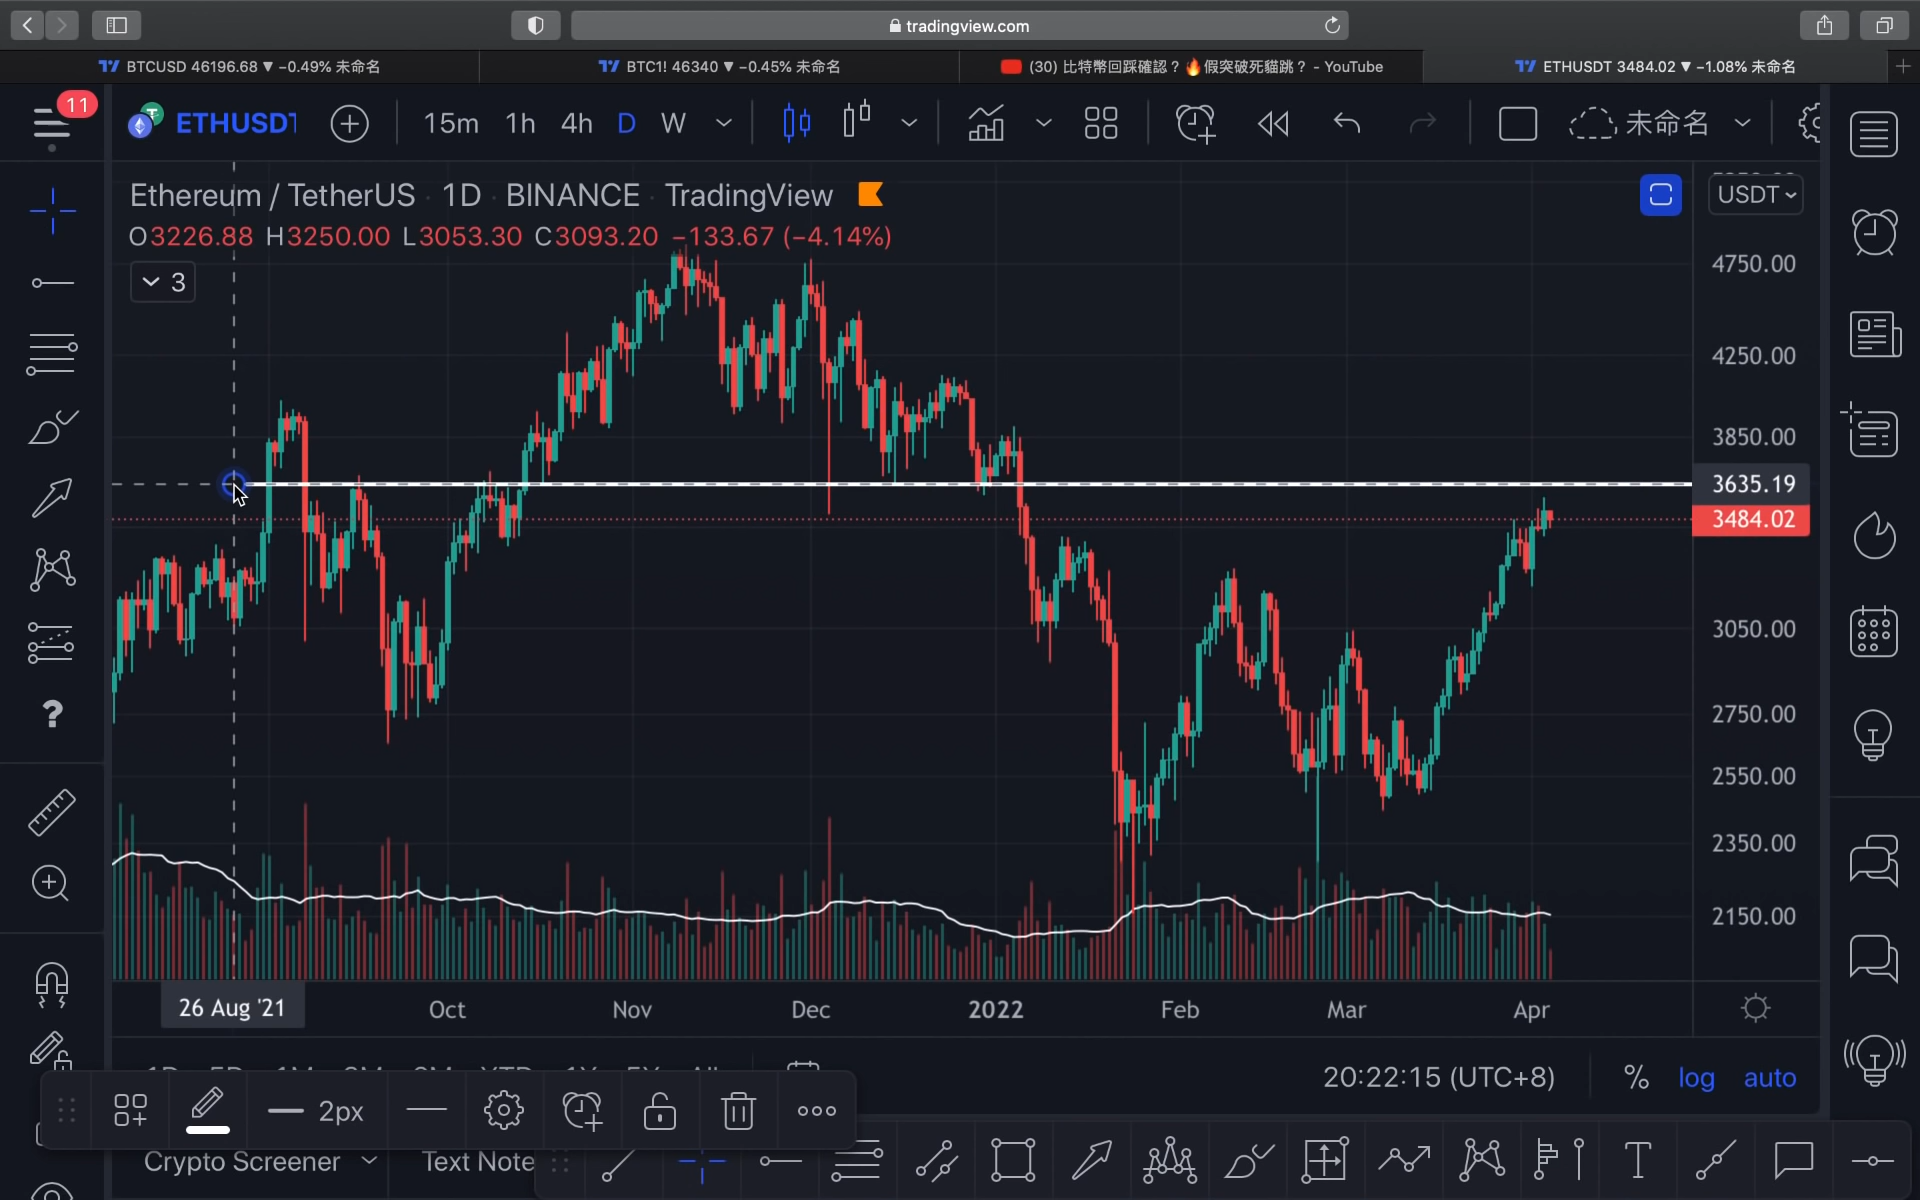 tradingview.com
BTCUSD 46196.68 ▼ −0.49% 未命名
BTC1! 46340 ▼ −0.45% 未命名
(30) 比特幣回踩確認？🔥假突破死貓跳？ - YouTube
ETHUSDT 3484.02 ▼ −1.08% 未命名
11
ETHUSDT
15m 1h 4h D W
未命名
Ethereum / TetherUS · 1D · BINANCE · TradingView
USDT
O3226.88 H3250.00 L3053.30 C3093.20 −133.67 (−4.14%)
3
4750.00
4250.00
3850.00
3635.19
3484.02
3050.00
2750.00
2550.00
2350.00
2150.00
26 Aug '21 Oct Nov Dec 2022 Feb Mar Apr
20:22:15 (UTC+8) % log auto
2px
Crypto Screener Text Note